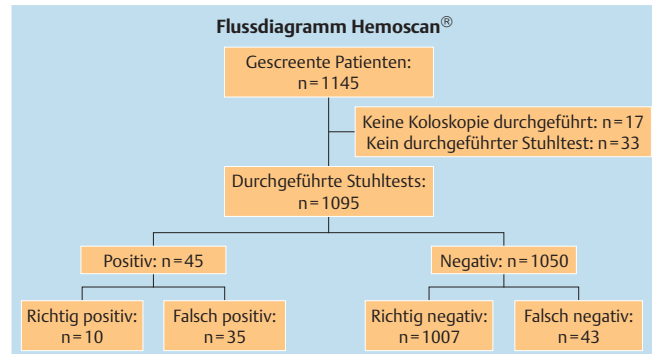 Flussdiagramm Hemoscan®
Gescreente Patienten:
n=1145
Keine Koloskopie durchgeführt: n=17
Kein durchgeführter Stuhltest: n=33
Durchgeführte Stuhltests:
n=1095
Positiv: n=45
Negativ: n=1050
Richtig positiv:
n=10
Falsch positiv:
n=35
Richtig negativ:
n=1007
Falsch negativ:
n=43